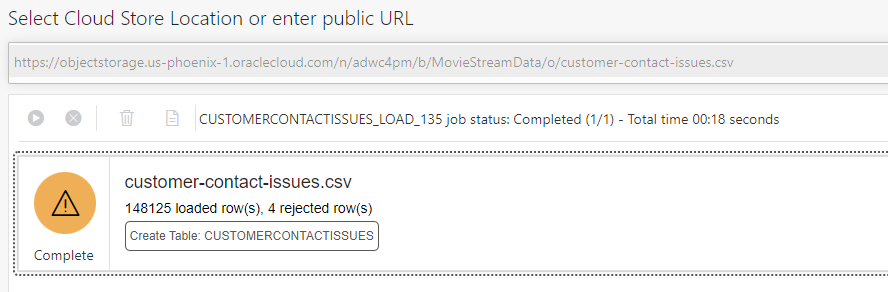 Select Cloud Store Location or enter public URL
https://objectstorage.us-phoenix-1.oraclecloud.com/n/adwc4pm/b/MovieStreamData/o/customer-contact-issues.csv
CUSTOMERCONTACTISSUES_LOAD_135 job status: Completed (1/1) - Total time 00:18 seconds
customer-contact-issues.csv
148125 loaded row(s), 4 rejected row(s)
Create Table: CUSTOMERCONTACTISSUES
Complete